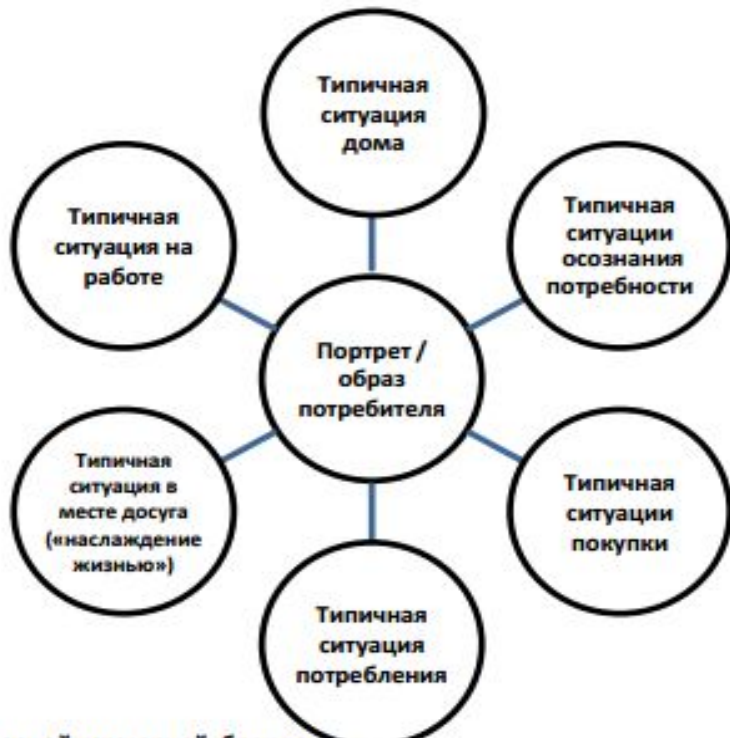 Типичная
ситуация
дома
Типичная
ситуации
осознания
потребности
Типичная
ситуации
покупки
Типичная
ситуация
потребления
Типичная
ситуация в
месте досуга
(«наслаждение
жизнью»)
Типичная
ситуация на
работе
Портрет /
образ
потребителя